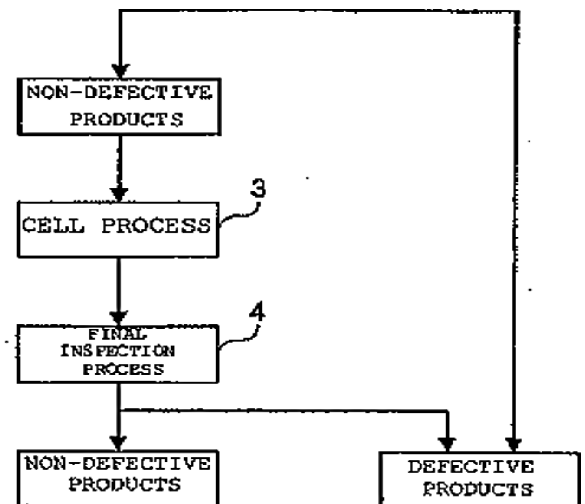 NON-DEFECTIVE
PRODUCTS
3
CELL PROCESS
4
FINAL
INSPECTION
PROCESS
NON-DEFECTIVE
PRODUCTS
DEFECTIVE
PRODUCTS